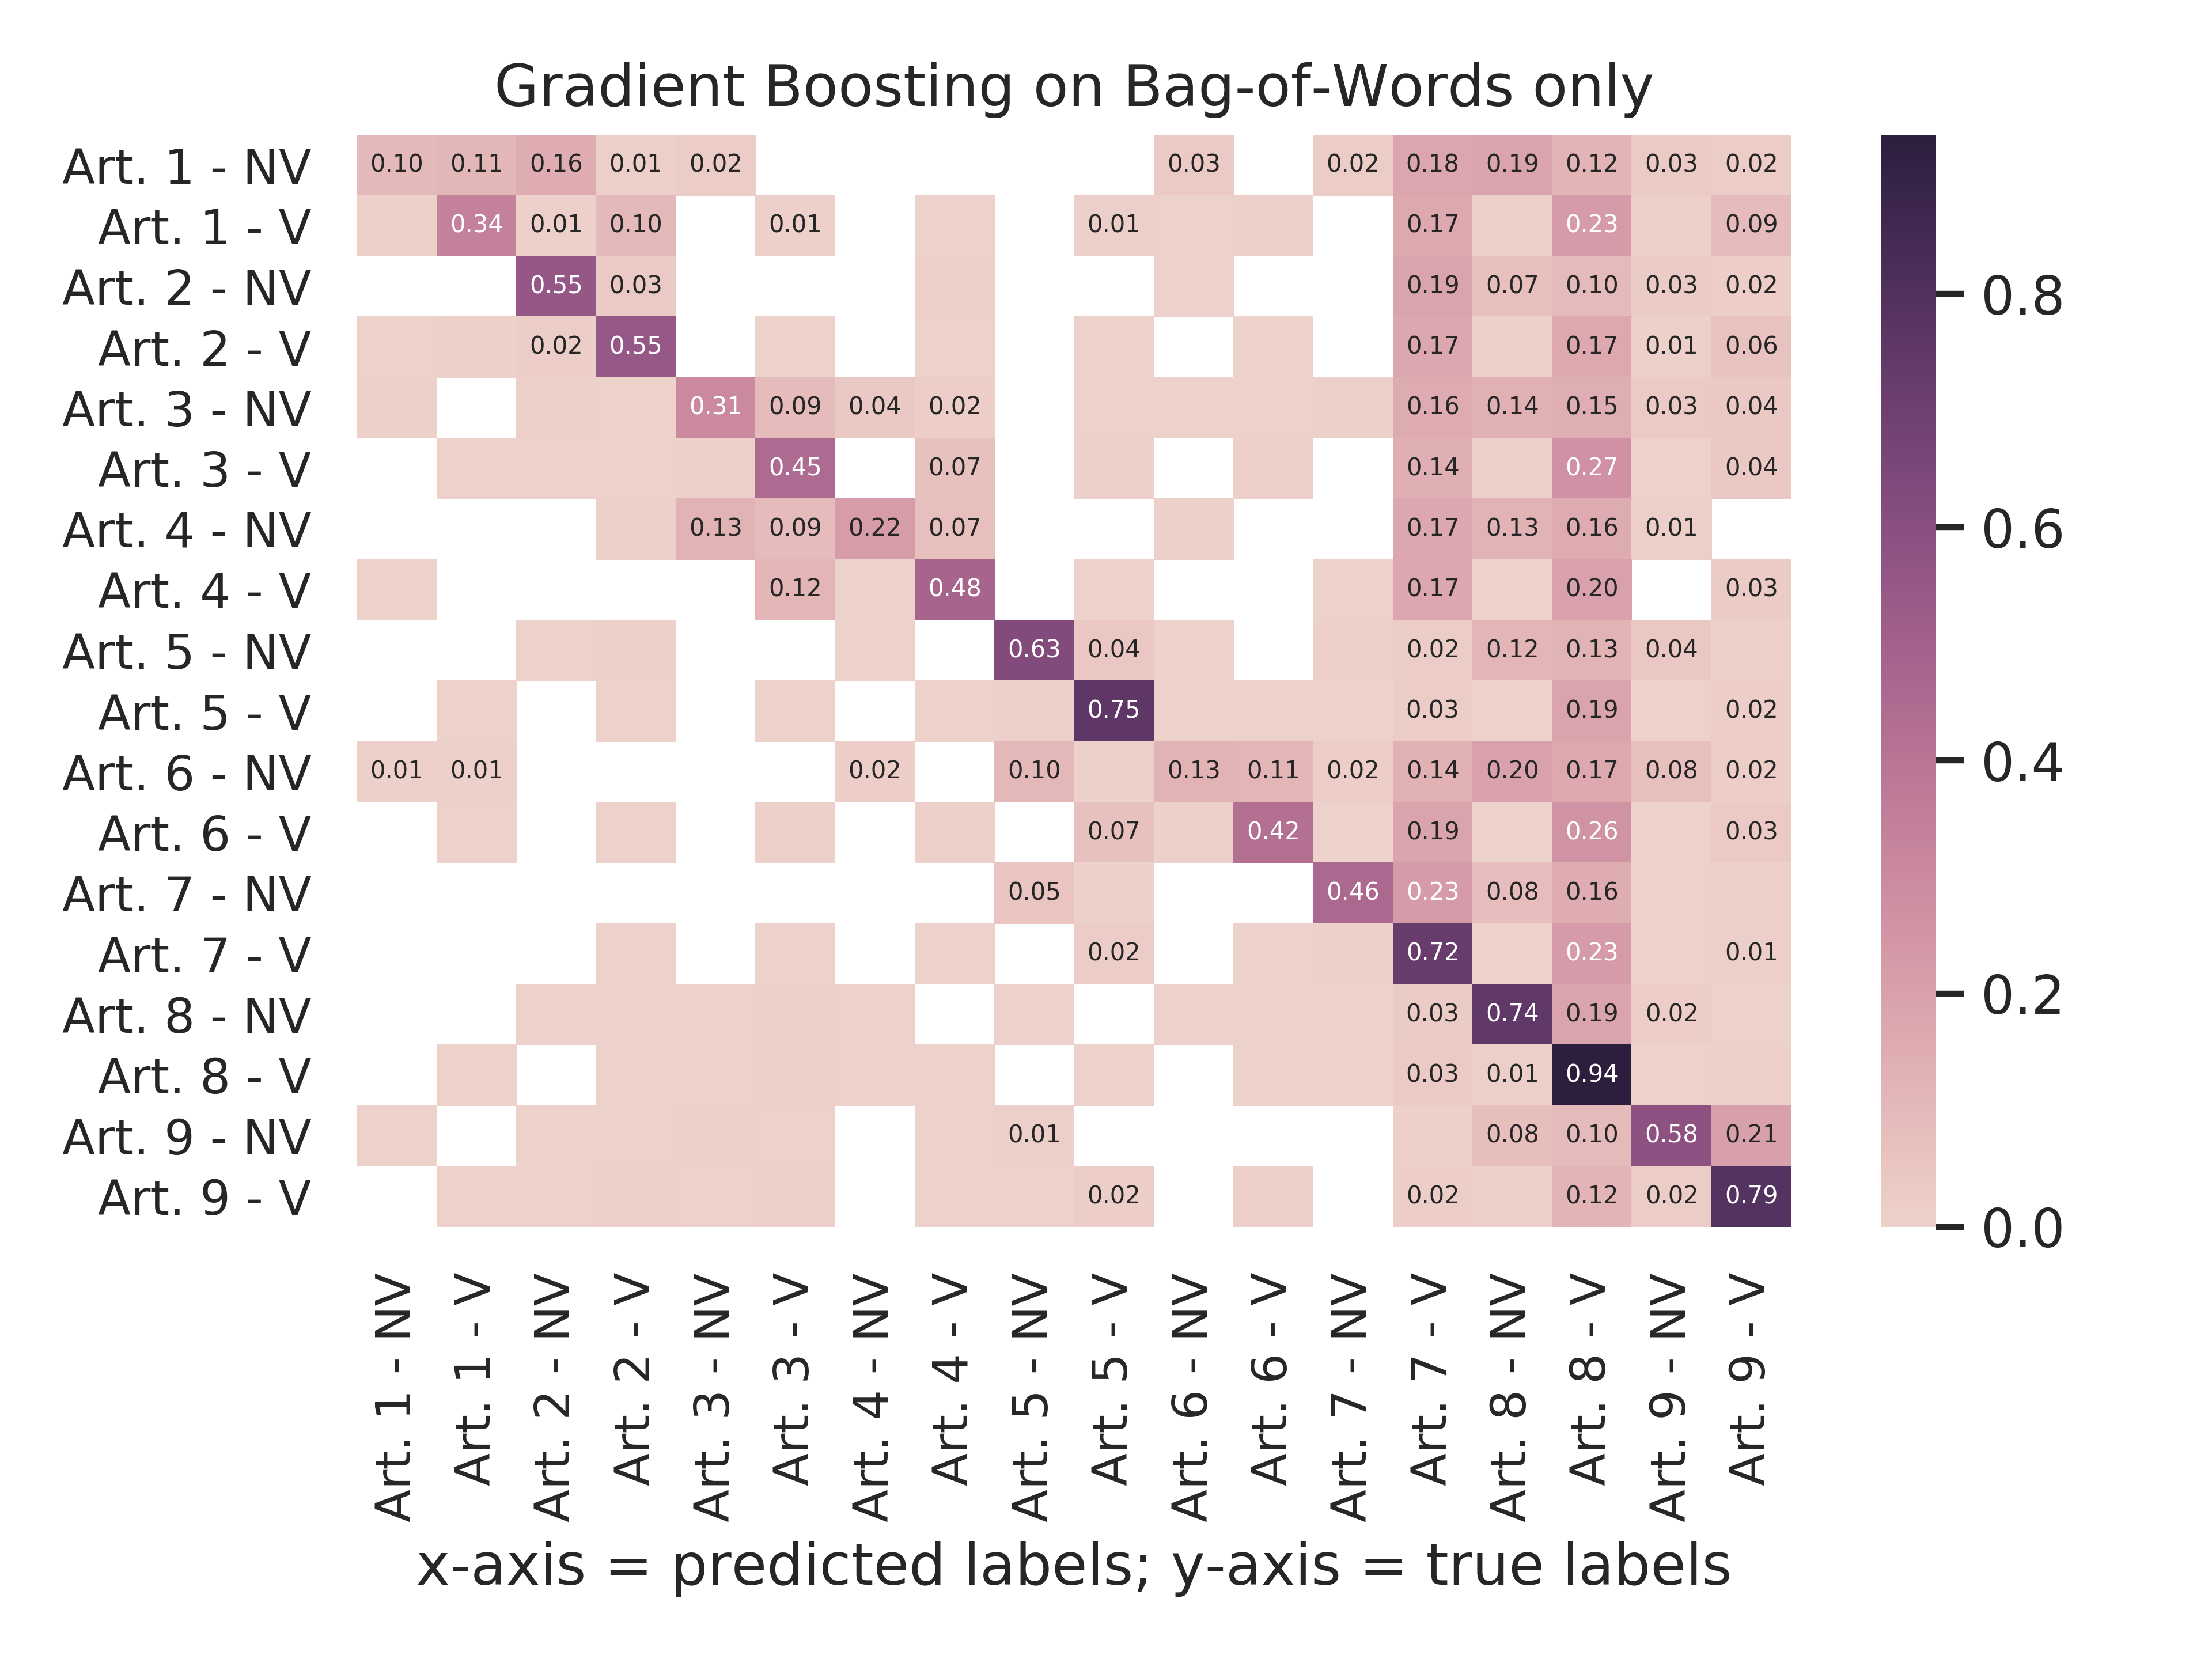 Gradient Boosting on Bag-of-Words only
Art. 1 - NV 0.10 0.11 0.16 0.01 0.02 0.03 0.02 0.18 0.19 0.12 0.03 0.02
Art. 1 - V 0.34 0.01 0.10 0.01 0.01 0.17 0.23 0.09
Art. 2 - NV 0.55 0.03 0.19 0.07 0.10 0.03 0.02
Art. 2 - V 0.02 0.55 0.17 0.17 0.01 0.06
Art. 3 - NV 0.31 0.09 0.04 0.02 0.16 0.14 0.15 0.03 0.04
Art. 3 - V 0.45 0.07 0.14 0.27 0.04
Art. 4 - NV 0.13 0.09 0.22 0.07 0.17 0.13 0.16 0.01
Art. 4 - V 0.12 0.48 0.17 0.20 0.03
Art. 5 - NV 0.63 0.04 0.02 0.12 0.13 0.04
Art. 5 - V 0.75 0.03 0.19 0.02
Art. 6 - NV 0.01 0.01 0.02 0.10 0.13 0.11 0.02 0.14 0.20 0.17 0.08 0.02
Art. 6 - V 0.07 0.42 0.19 0.26 0.03
Art. 7 - NV 0.05 0.46 0.23 0.08 0.16
Art. 7 - V 0.02 0.72 0.23 0.01
Art. 8 - NV 0.03 0.74 0.19 0.02
Art. 8 - V 0.03 0.01 0.94
Art. 9 - NV 0.01 0.08 0.10 0.58 0.21
Art. 9 - V 0.02 0.02 0.12 0.02 0.79
0.8
0.6
0.4
0.2
0.0
Art. 1 - NV
Art. 1 - V
Art. 2 - NV
Art. 2 - V
Art. 3 - NV
Art. 3 - V
Art. 4 - NV
Art. 4 - V
Art. 5 - NV
Art. 5 - V
Art. 6 - NV
Art. 6 - V
Art. 7 - NV
Art. 7 - V
Art. 8 - NV
Art. 8 - V
Art. 9 - NV
Art. 9 - V
x-axis = predicted labels; y-axis = true labels